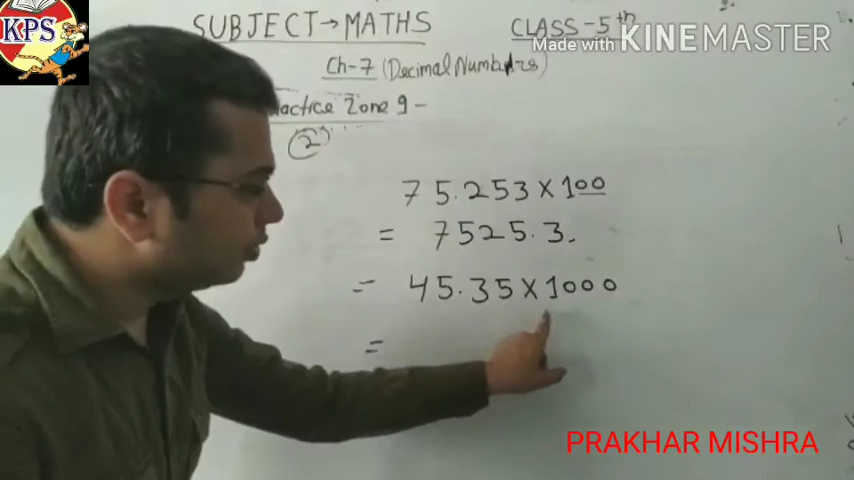 KPS
SUBJECT → MATHS
CLASS - 5th
Made with KINEMASTER
Ch-7 (Decimal Numbers)
actice Zone 9 -
2
75.253 × 100
= 7525.3.
= 45.35 × 1000
=
PRAKHAR MISHRA